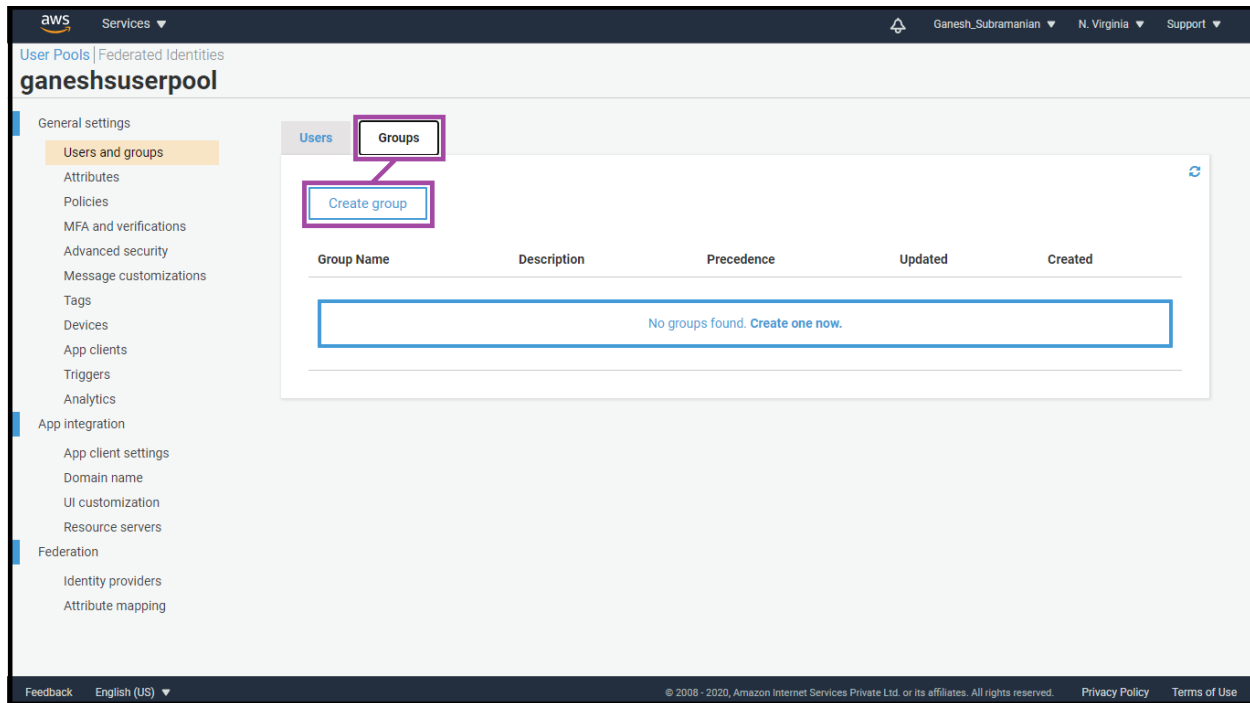 aws Services ▼ Ganesh_Subramanian ▼ N. Virginia ▼ Support ▼
User Pools | Federated Identities
ganeshsuserpool
General settings
Users and groups
Attributes
Policies
MFA and verifications
Advanced security
Message customizations
Tags
Devices
App clients
Triggers
Analytics
App integration
App client settings
Domain name
UI customization
Resource servers
Federation
Identity providers
Attribute mapping
Users Groups
Create group
Group Name Description Precedence Updated Created
No groups found. Create one now.
Feedback English (US) ▼ © 2008 - 2020, Amazon Internet Services Private Ltd. or its affiliates. All rights reserved. Privacy Policy Terms of Use